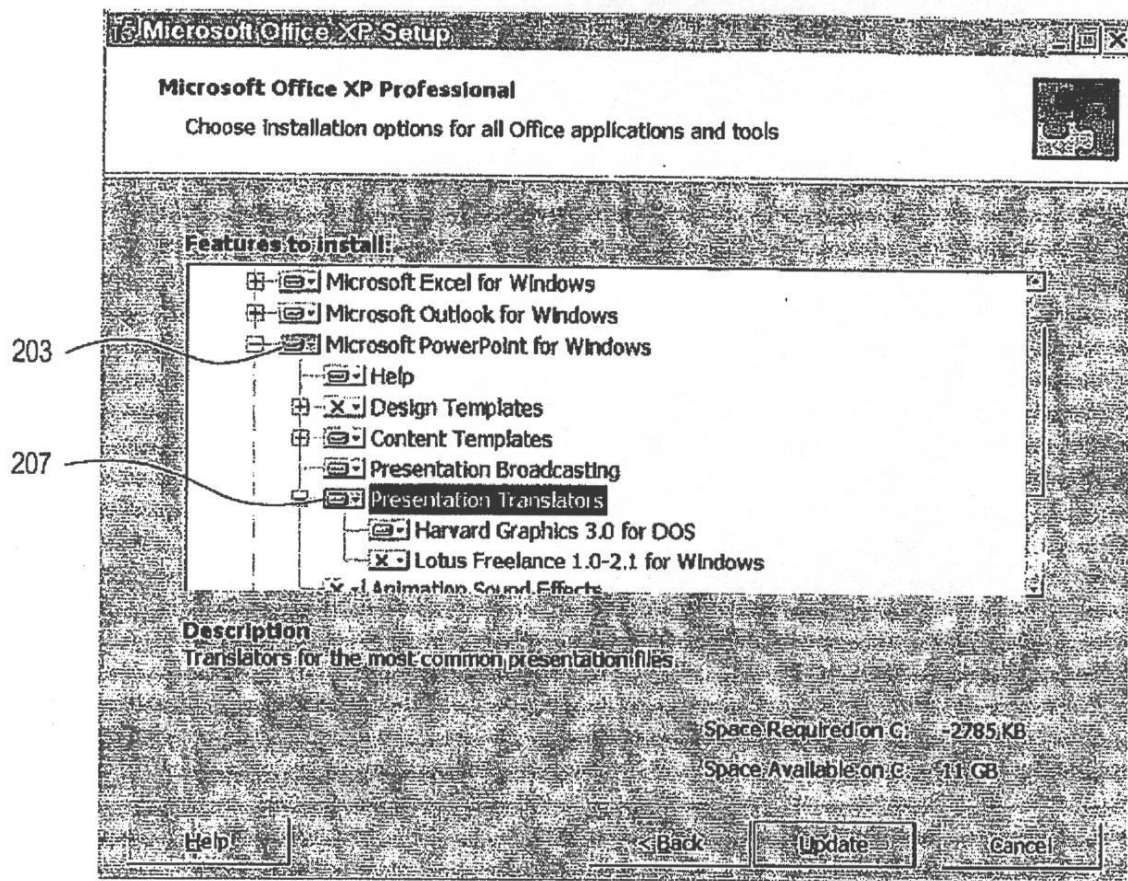 Microsoft Office XP Setup
Microsoft Office XP Professional
Choose installation options for all Office applications and tools
Features to install:
Microsoft Excel for Windows
Microsoft Outlook for Windows
203
Microsoft PowerPoint for Windows
Help
Design Templates
Content Templates
207
Presentation Broadcasting
Presentation Translators
Harvard Graphics 3.0 for DOS
Lotus Freelance 1.0-2.1 for Windows
Animation Sound Effects
Description
Translators for the most common presentation files.
Space Required on C: -2785 KB
Space Available on C: 11 GB
Help
< Back
Update
Cancel